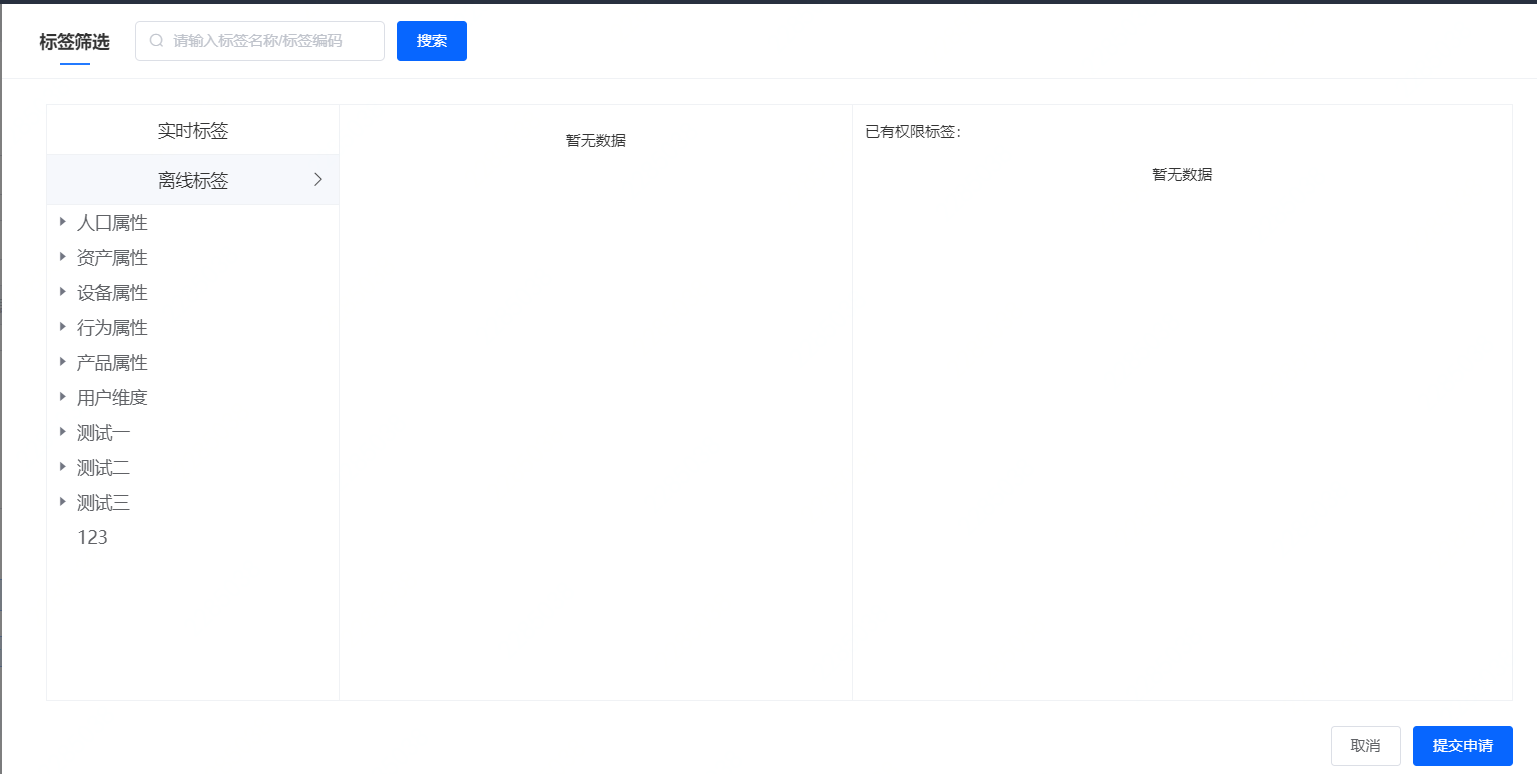 标签筛选
请输入标签名称/标签编码
搜索
实时标签
离线标签
人口属性
资产属性
设备属性
行为属性
产品属性
用户维度
测试一
测试二
测试三
123
暂无数据
已有权限标签：
暂无数据
取消
提交申请